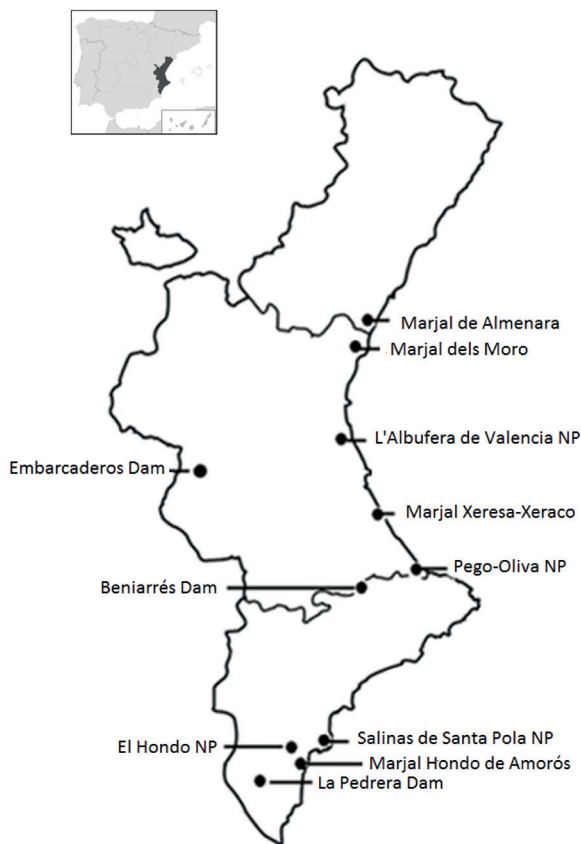 Marjal de Almenara
Marjal dels Moro
L'Albufera de Valencia NP
Embarcaderos Dam
Marjal Xeresa-Xeraco
Pego-Oliva NP
Beniarrés Dam
Salinas de Santa Pola NP
El Hondo NP
Marjal Hondo de Amorós
La Pedrera Dam